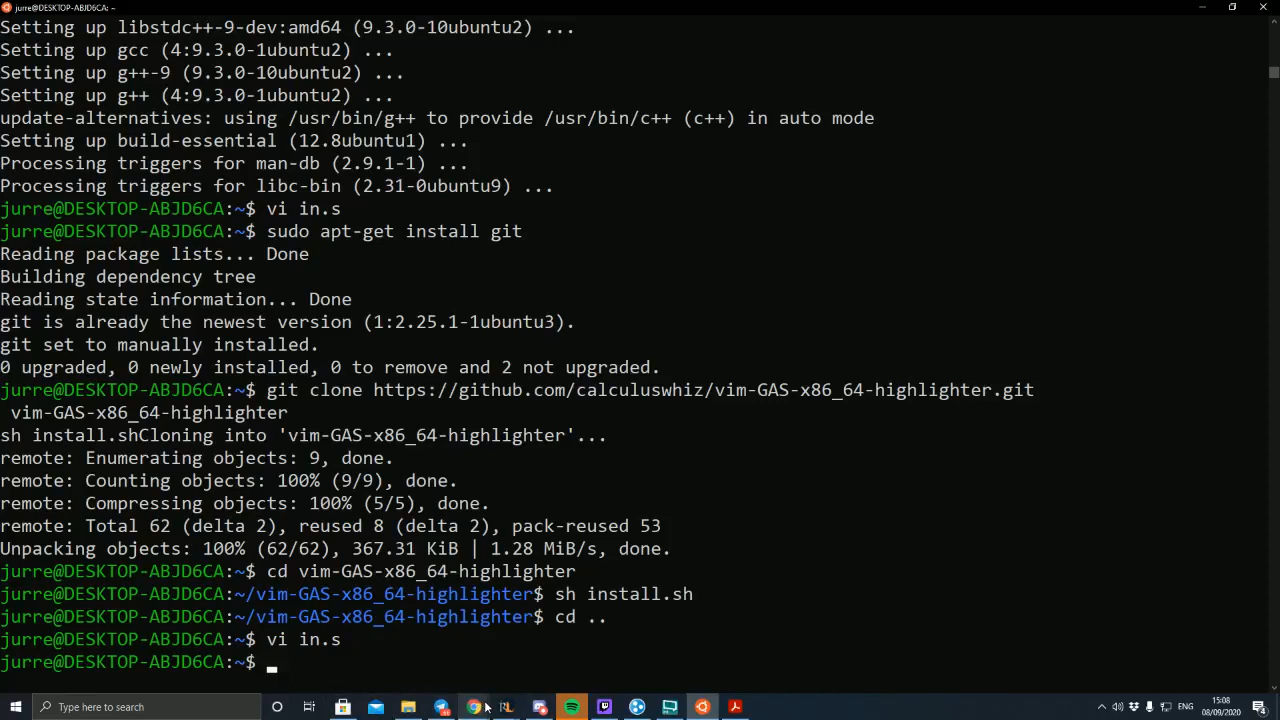 jurre@DESKTOP-ABJD6CA: ~
Setting up libstdc++-9-dev:amd64 (9.3.0-10ubuntu2) ...
Setting up gcc (4:9.3.0-1ubuntu2) ...
Setting up g++-9 (9.3.0-10ubuntu2) ...
Setting up g++ (4:9.3.0-1ubuntu2) ...
update-alternatives: using /usr/bin/g++ to provide /usr/bin/c++ (c++) in auto mode
Setting up build-essential (12.8ubuntu1) ...
Processing triggers for man-db (2.9.1-1) ...
Processing triggers for libc-bin (2.31-0ubuntu9) ...
jurre@DESKTOP-ABJD6CA:~$ vi in.s
jurre@DESKTOP-ABJD6CA:~$ sudo apt-get install git
Reading package lists... Done
Building dependency tree
Reading state information... Done
git is already the newest version (1:2.25.1-1ubuntu3).
git set to manually installed.
0 upgraded, 0 newly installed, 0 to remove and 2 not upgraded.
jurre@DESKTOP-ABJD6CA:~$ git clone https://github.com/calculuswhiz/vim-GAS-x86_64-highlighter.git
 vim-GAS-x86_64-highlighter
sh install.shCloning into 'vim-GAS-x86_64-highlighter'...
remote: Enumerating objects: 9, done.
remote: Counting objects: 100% (9/9), done.
remote: Compressing objects: 100% (5/5), done.
remote: Total 62 (delta 2), reused 8 (delta 2), pack-reused 53
Unpacking objects: 100% (62/62), 367.31 KiB | 1.28 MiB/s, done.
jurre@DESKTOP-ABJD6CA:~$ cd vim-GAS-x86_64-highlighter
jurre@DESKTOP-ABJD6CA:~/vim-GAS-x86_64-highlighter$ sh install.sh
jurre@DESKTOP-ABJD6CA:~/vim-GAS-x86_64-highlighter$ cd ..
jurre@DESKTOP-ABJD6CA:~$ vi in.s
jurre@DESKTOP-ABJD6CA:~$
Type here to search
ENG
15:08
08/09/2020